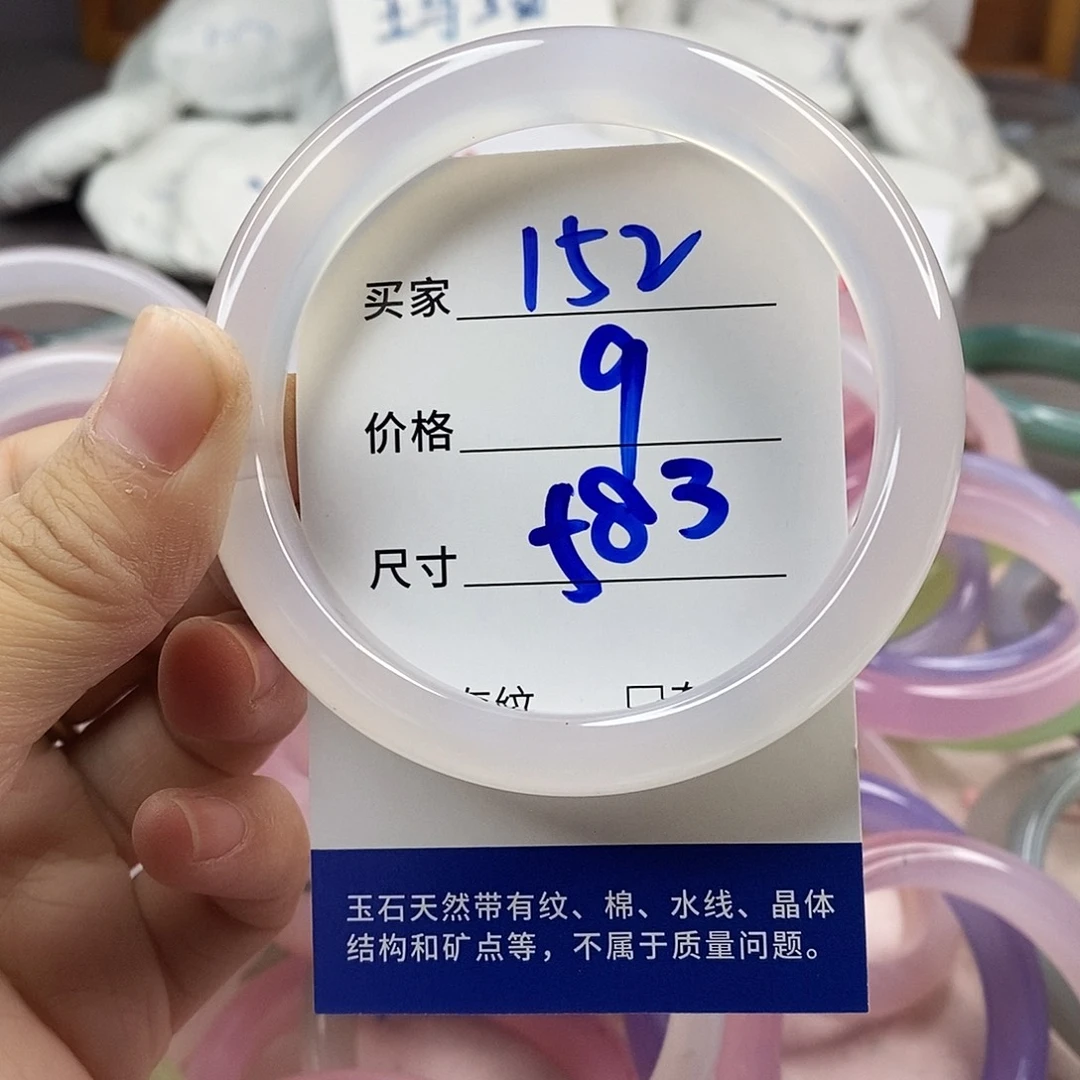 买家 152
价格 9
尺寸 583
玉石天然带有纹、棉、水线、晶体
结构和矿点等，不属于质量问题。